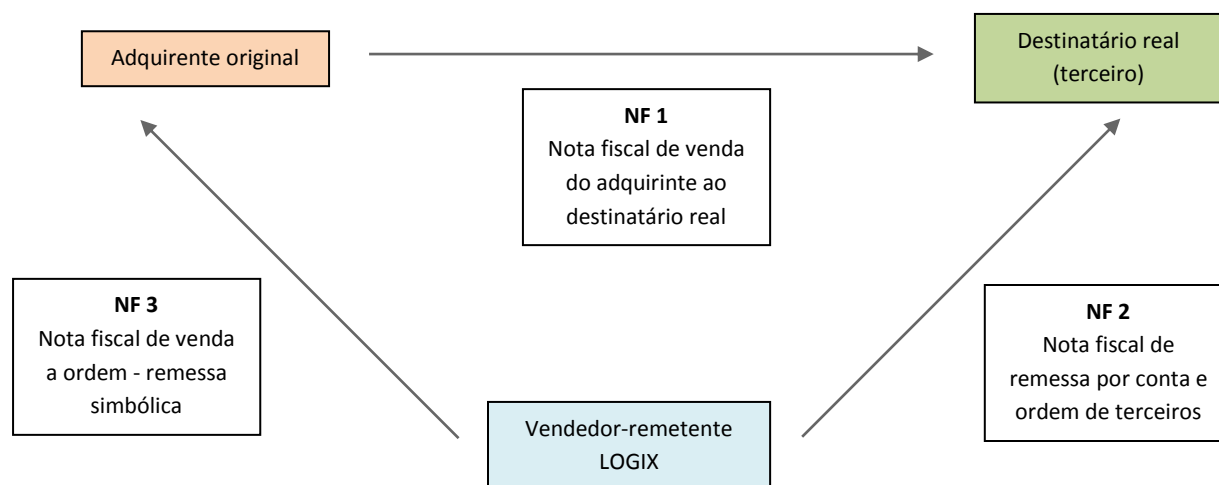 Adquirente original
Destinatário real
(terceiro)
NF 1
Nota fiscal de venda
do adquirinte ao
destinatário real
NF 3
Nota fiscal de venda
a ordem - remessa
simbólica
NF 2
Nota fiscal de
remessa por conta e
ordem de terceiros
Vendedor-remetente
LOGIX